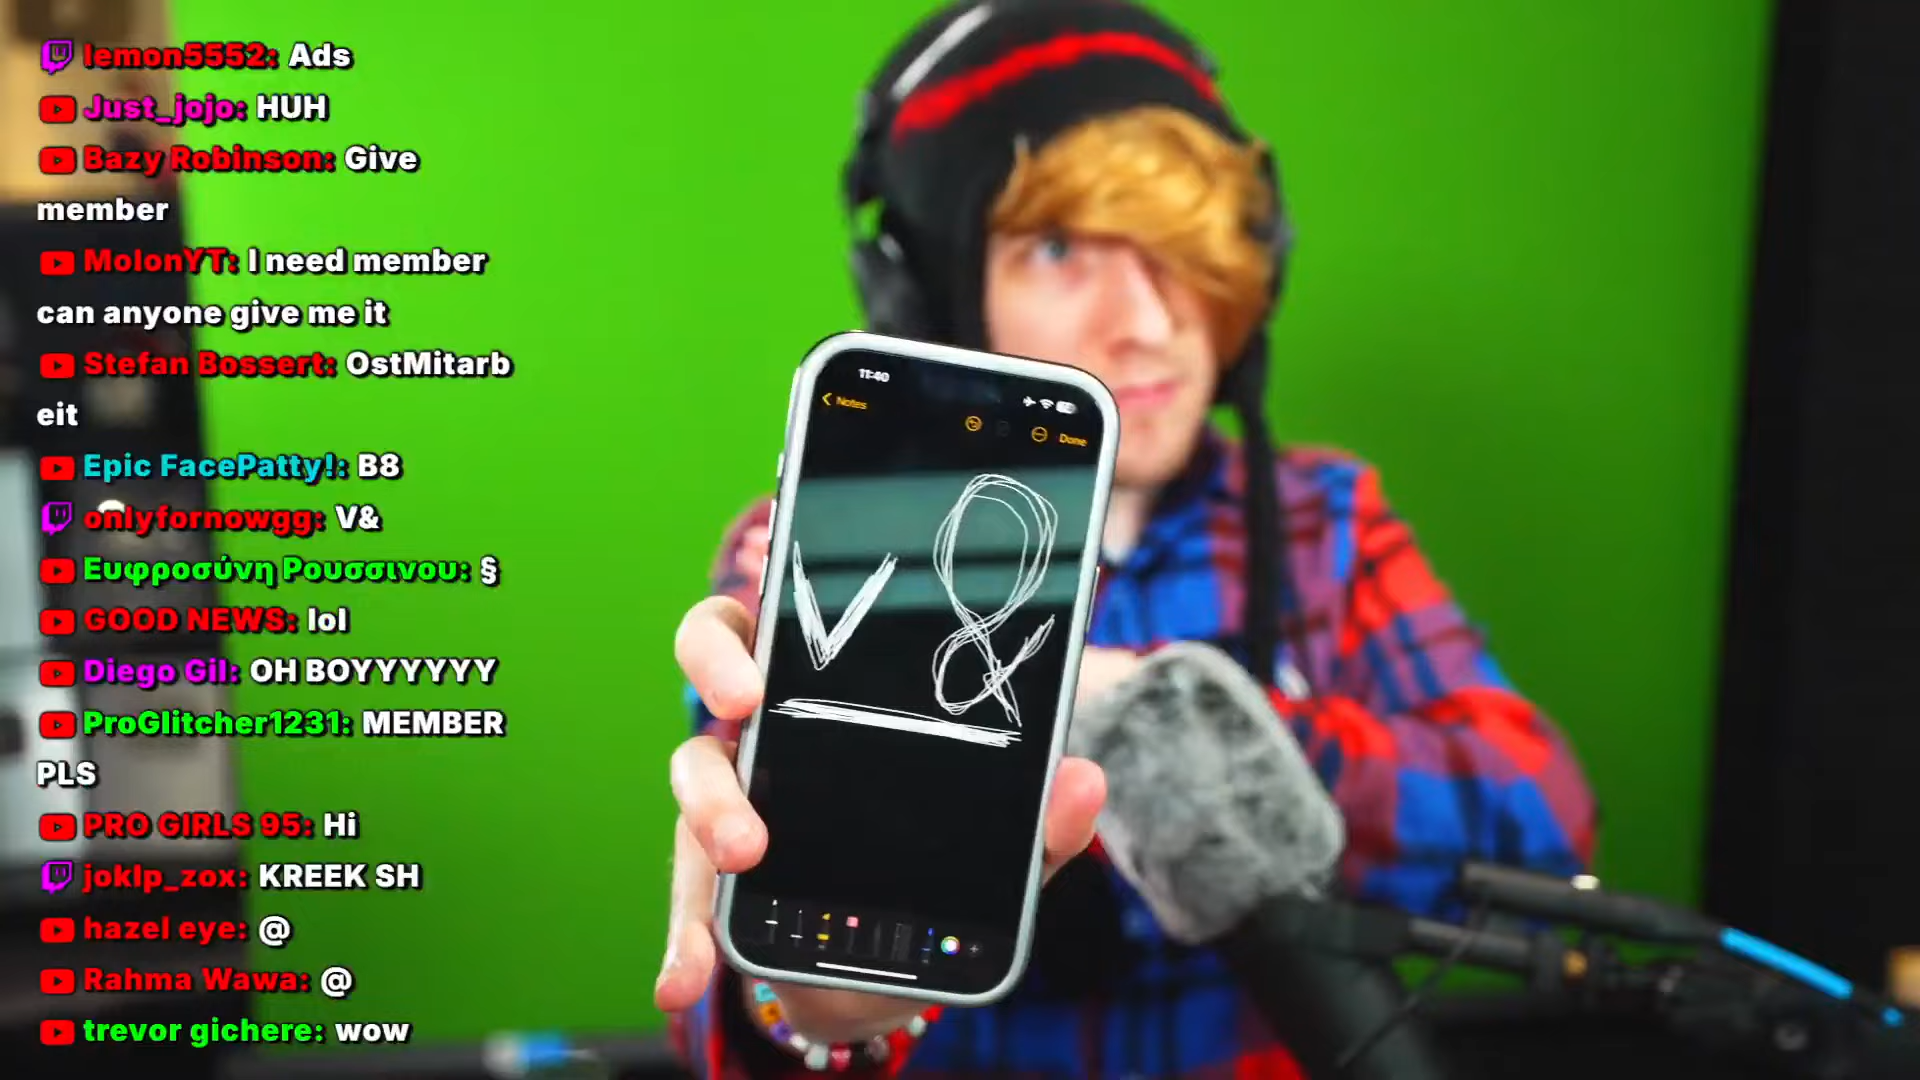 lemon5552: Ads
Just_jojo: HUH
Bazy Robinson: Give
member
MolonYT: I need member
can anyone give me it
Stefan Bossert: OstMitarb
eit
Epic FacePatty!: B8
onlyfornowgg: V&
Ευφροσύνη Ρουσσινου: §
GOOD NEWS: lol
Diego Gil: OH BOYYYYYY
ProGlitcher1231: MEMBER
PLS
PRO GIRLS 95: Hi
joklp_zox: KREEK SH
hazel eye: @
Rahma Wawa: @
trevor gichere: wow
11:40
Notes
Done
V&